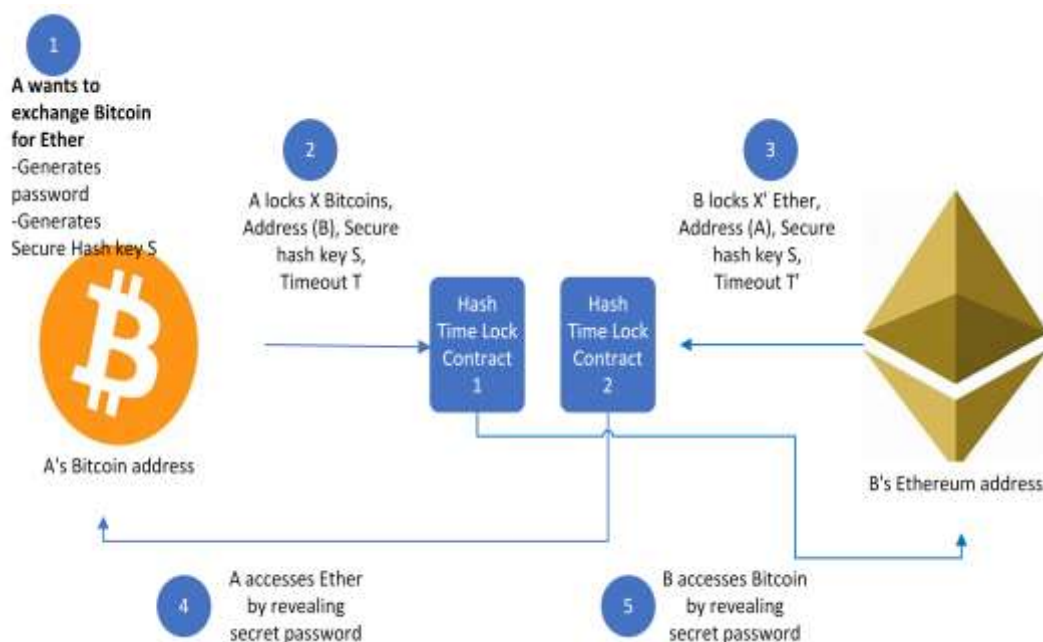 1
A wants to
exchange Bitcoin
for Ether
-Generates
password
-Generates
Secure Hash key S
2
A locks X Bitcoins,
Address (B), Secure
hash key S,
Timeout T
3
B locks X' Ether,
Address (A), Secure
hash key S,
Timeout T'
Hash
Time Lock
Contract
1
Hash
Time Lock
Contract
2
A's Bitcoin address
B's Ethereum address
4
A accesses Ether
by revealing
secret password
5
B accesses Bitcoin
by revealing
secret password